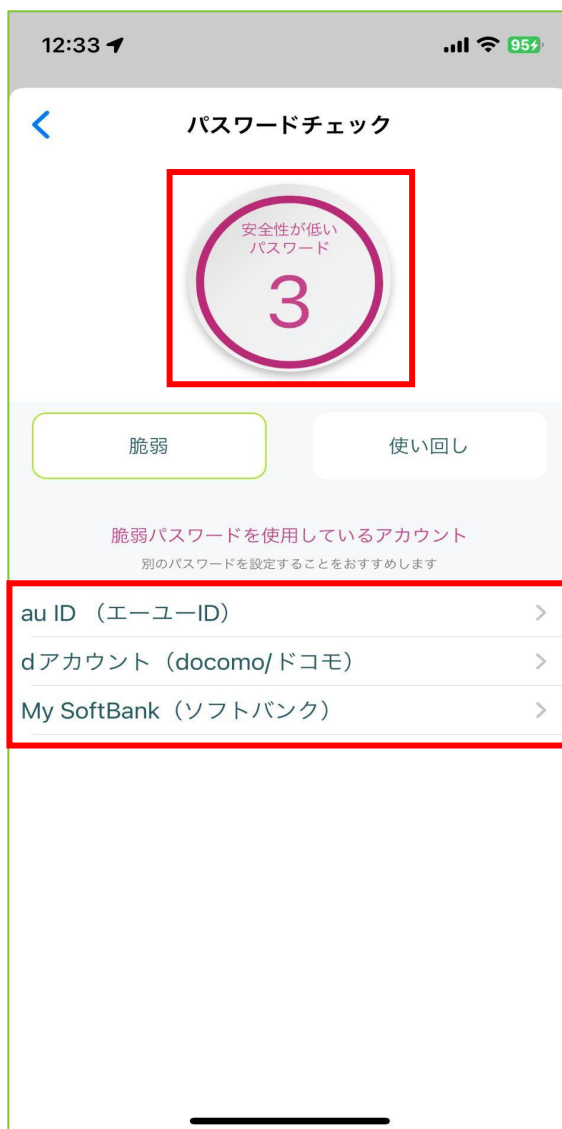 12:33
95
パスワードチェック
安全性が低い
パスワード
3
脆弱
使い回し
脆弱パスワードを使用しているアカウント
別のパスワードを設定することをおすすめします
au ID （エーユーID）
dアカウント（docomo/ドコモ）
My SoftBank（ソフトバンク）